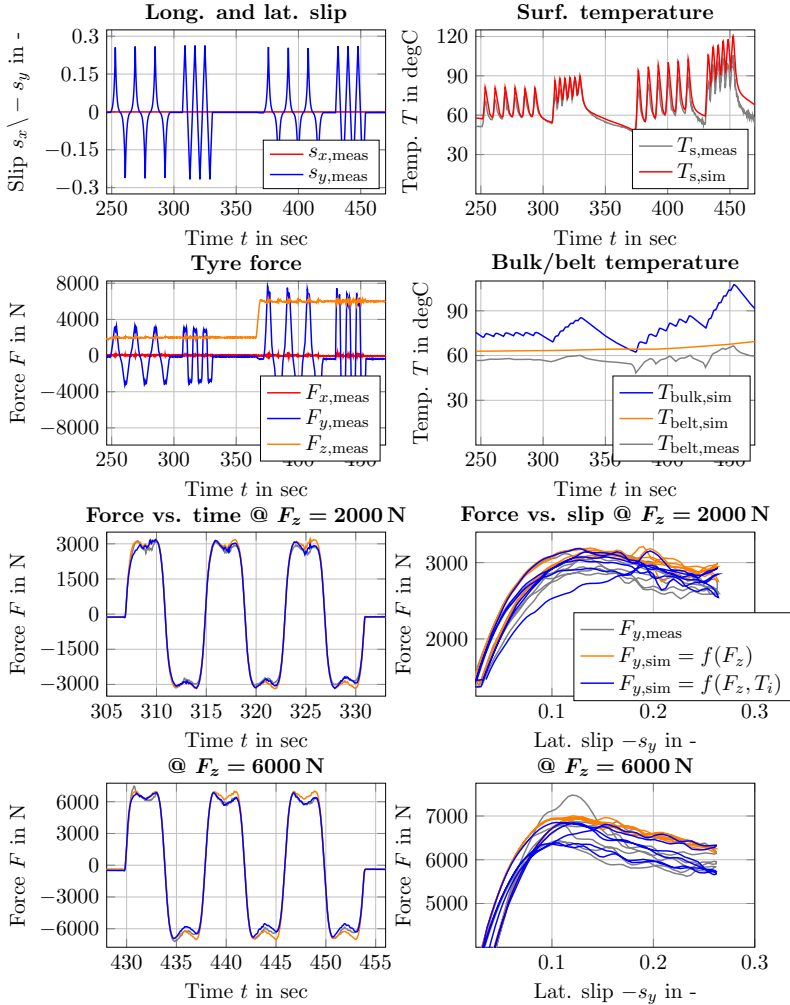 Long. and lat. slip
Slip s_x\ − s_y in -
0.3
0.15
0
−0.15
−0.3
s_x,meas
s_y,meas
250 300 350 400 450
Time t in sec
Surf. temperature
Temp. T in degC
120
90
60
30
T_s,meas
T_s,sim
250 300 350 400 450
Time t in sec
Tyre force
Force F in N
8000
4000
0
−4000
−8000
F_x,meas
F_y,meas
F_z,meas
250 300 350 400 450
Time t in sec
Bulk/belt temperature
Temp. T in degC
90
60
30
T_bulk,sim
T_belt,sim
T_belt,meas
250 300 350 400 450
Time t in sec
Force vs. time @ F_z = 2000 N
Force F in N
3000
1500
0
−1500
−3000
305 310 315 320 325 330
Time t in sec
Force vs. slip @ F_z = 2000 N
Force F in N
3000
2000
F_y,meas
F_y,sim = f(F_z)
F_y,sim = f(F_z, T_i)
0.1 0.2 0.3
Lat. slip −s_y in -
@ F_z = 6000 N
Force F in N
6000
3000
0
−3000
−6000
430 435 440 445 450 455
Time t in sec
@ F_z = 6000 N
Force F in N
7000
6000
5000
0.1 0.2 0.3
Lat. slip −s_y in -